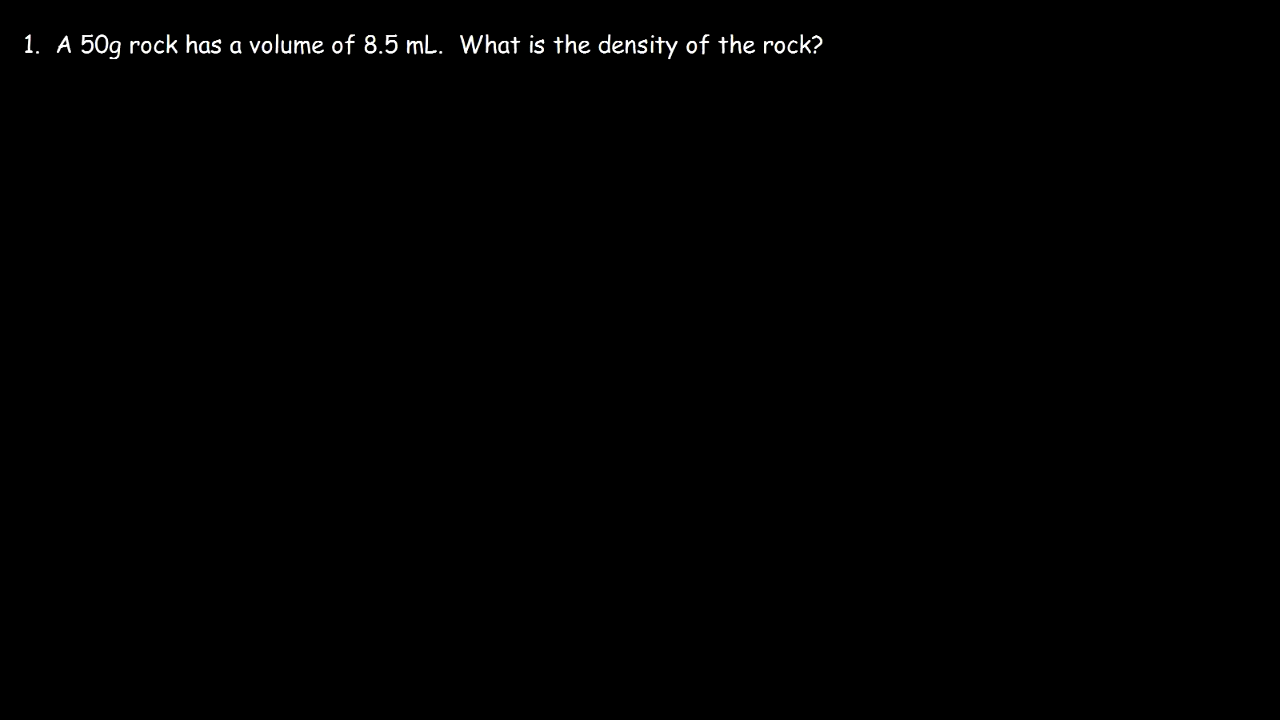 1. A 50g rock has a volume of 8.5 mL. What is the density of the rock?